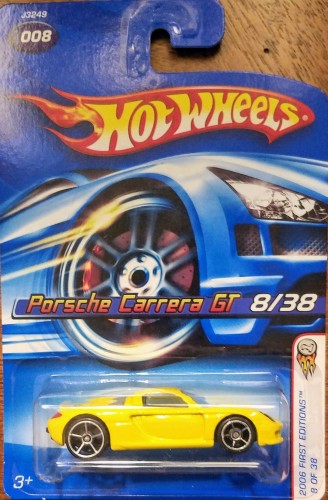 J3249
008
HOT WHEELS
Porsche Carrera GT 8/38
3+
2006 FIRST EDITIONS™
8 OF 38